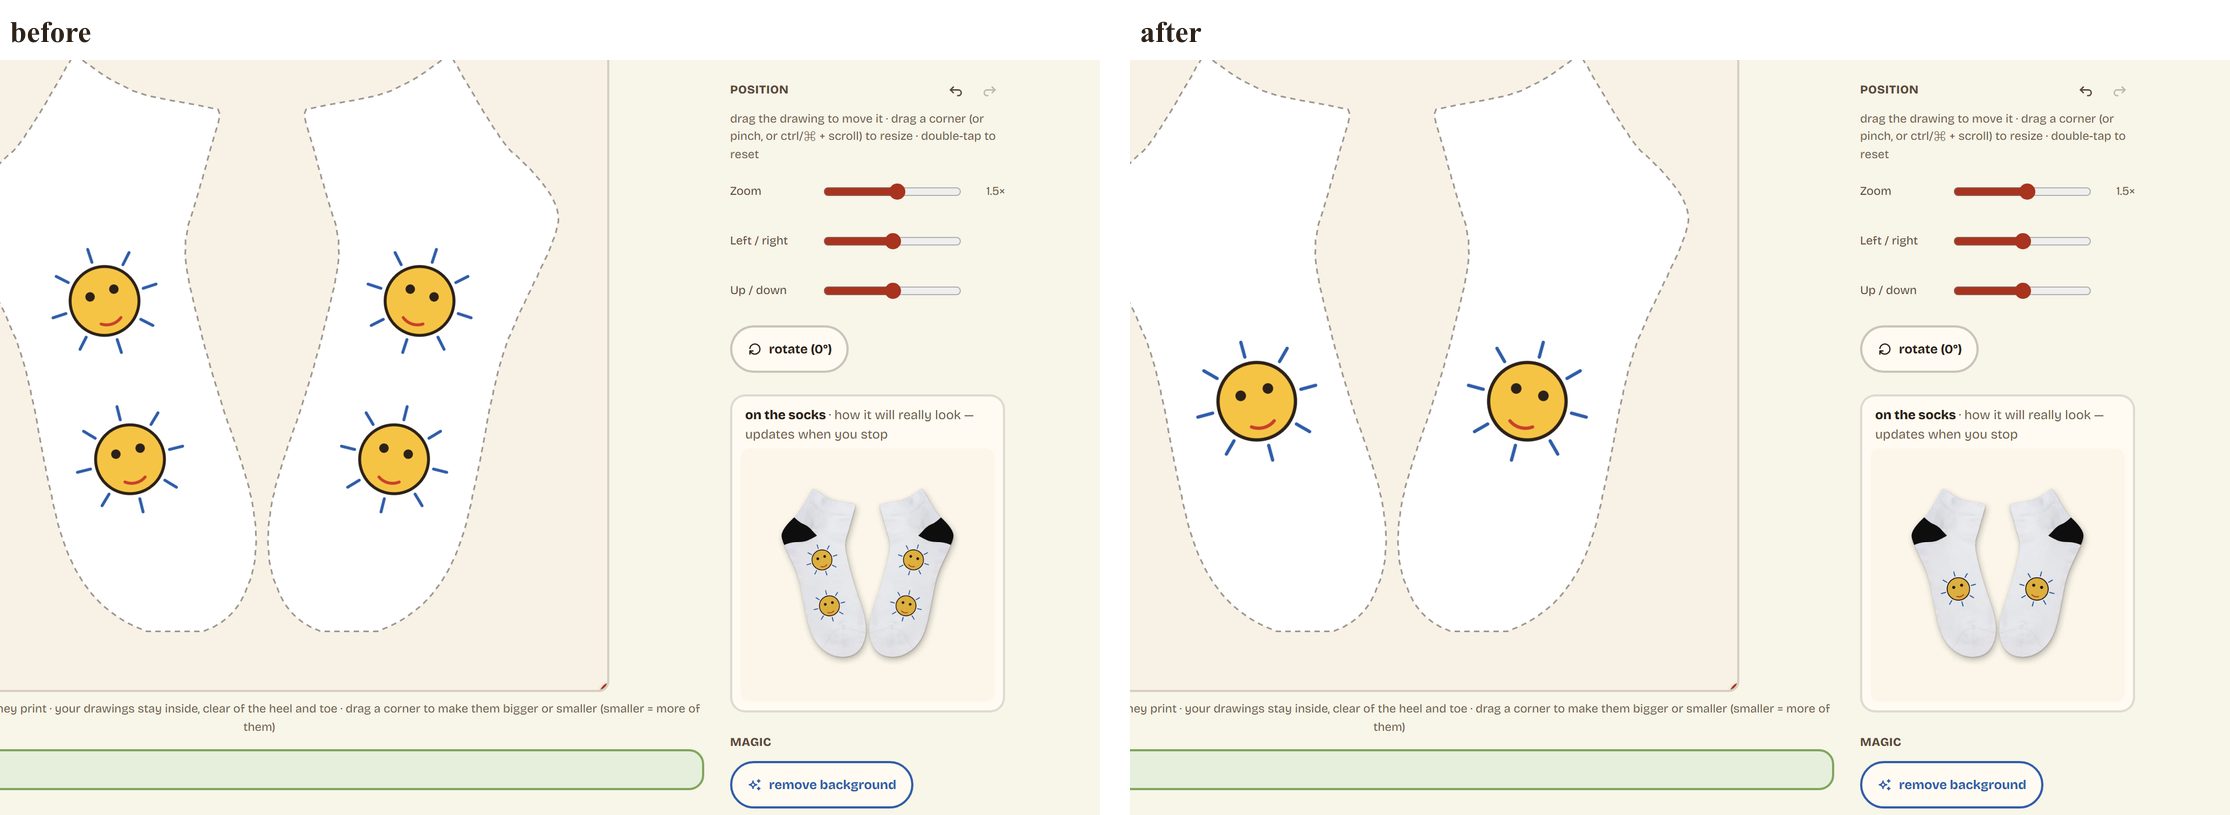 before
POSITION
drag the drawing to move it · drag a corner (or
pinch, or ctrl/⌘ + scroll) to resize · double-tap to
reset
Zoom 1.5×
Left / right
Up / down
rotate (0°)
on the socks · how it will really look —
updates when you stop
ney print · your drawings stay inside, clear of the heel and toe · drag a corner to make them bigger or smaller (smaller = more of
them)
MAGIC
remove background
after
POSITION
drag the drawing to move it · drag a corner (or
pinch, or ctrl/⌘ + scroll) to resize · double-tap to
reset
Zoom 1.5×
Left / right
Up / down
rotate (0°)
on the socks · how it will really look —
updates when you stop
ney print · your drawings stay inside, clear of the heel and toe · drag a corner to make them bigger or smaller (smaller = more of
them)
MAGIC
remove background